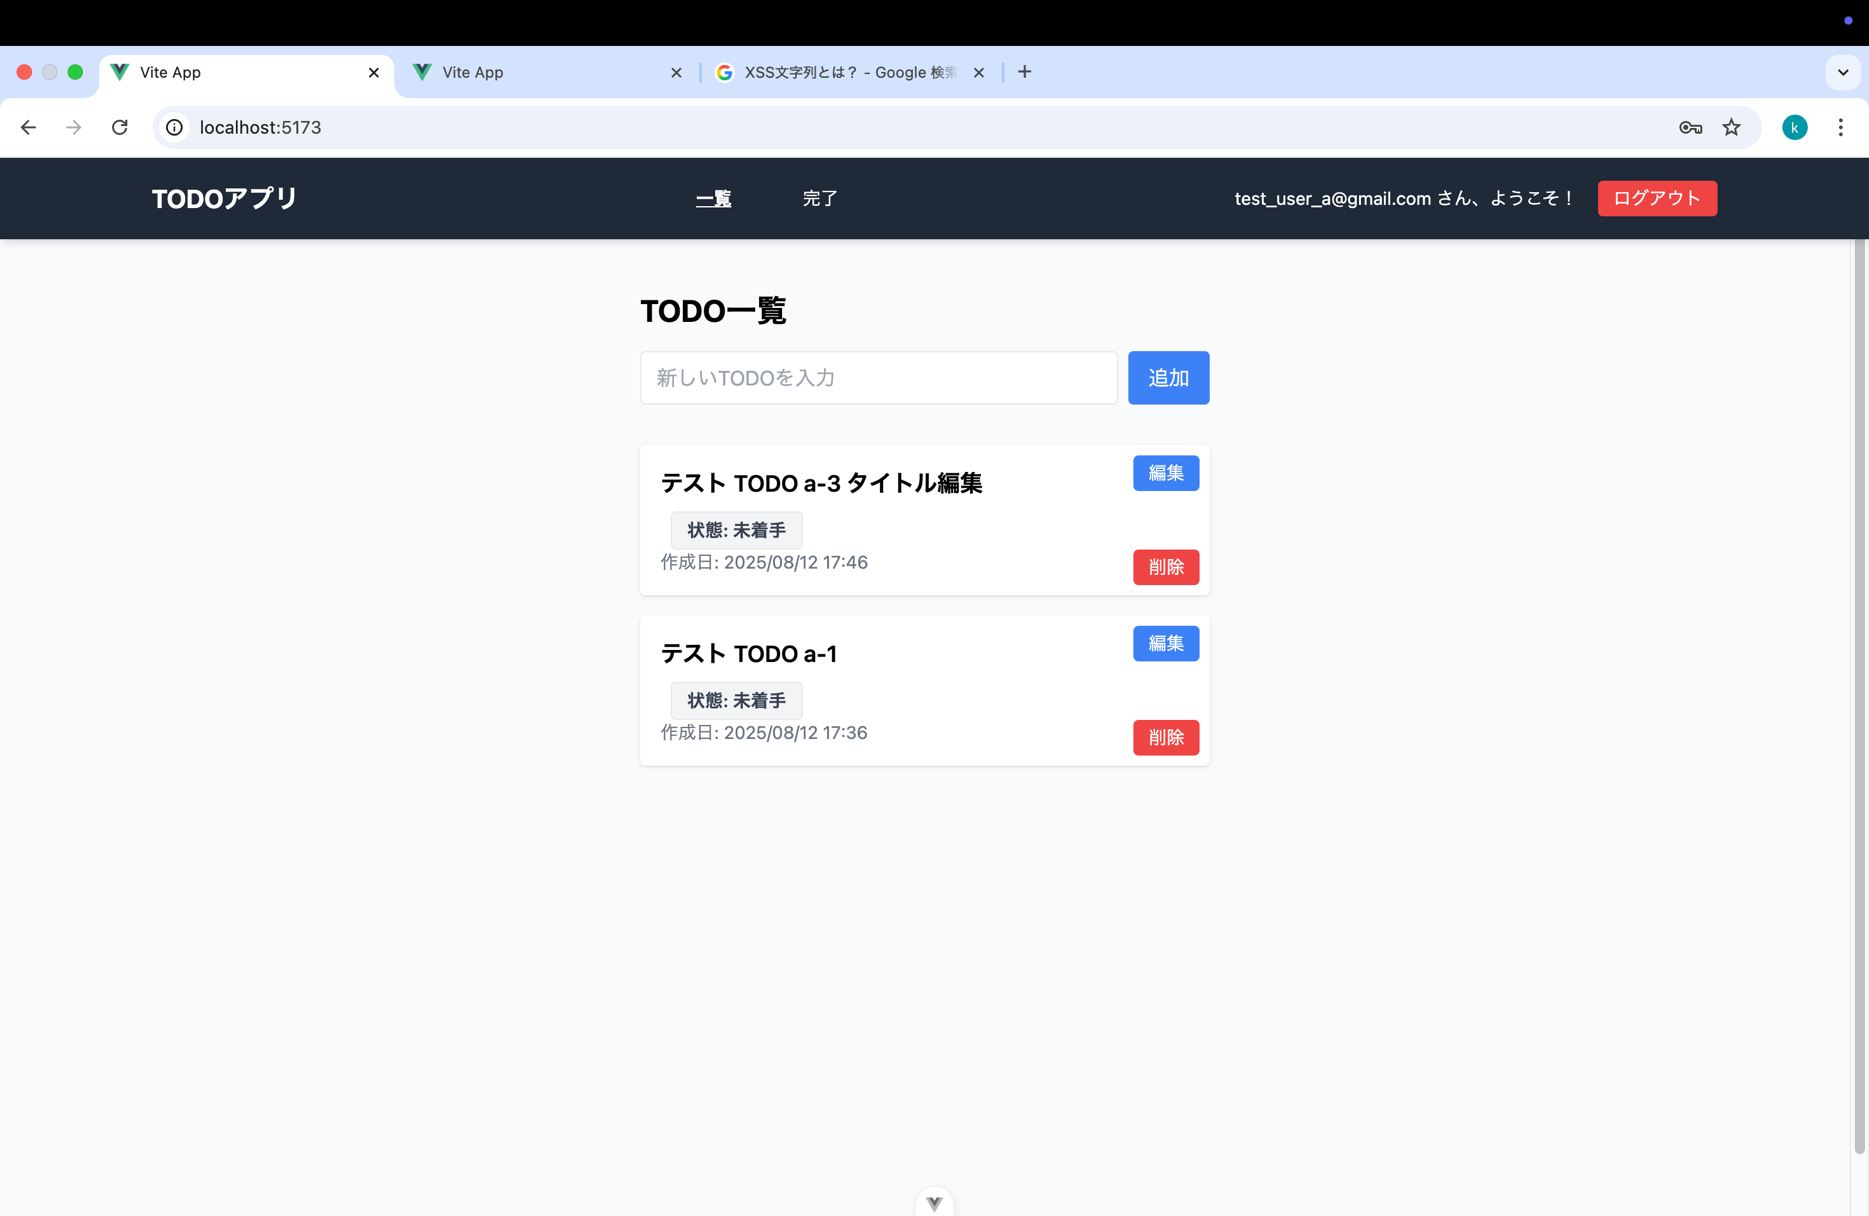 Vite App
Vite App
XSS文字列とは？ - Google 検索
localhost:5173
k
TODOアプリ
一覧
完了
test_user_a@gmail.com さん、ようこそ！
ログアウト
TODO一覧
新しいTODOを入力
追加
テスト TODO a-3 タイトル編集
編集
状態: 未着手
作成日: 2025/08/12 17:46
削除
テスト TODO a-1
編集
状態: 未着手
作成日: 2025/08/12 17:36
削除